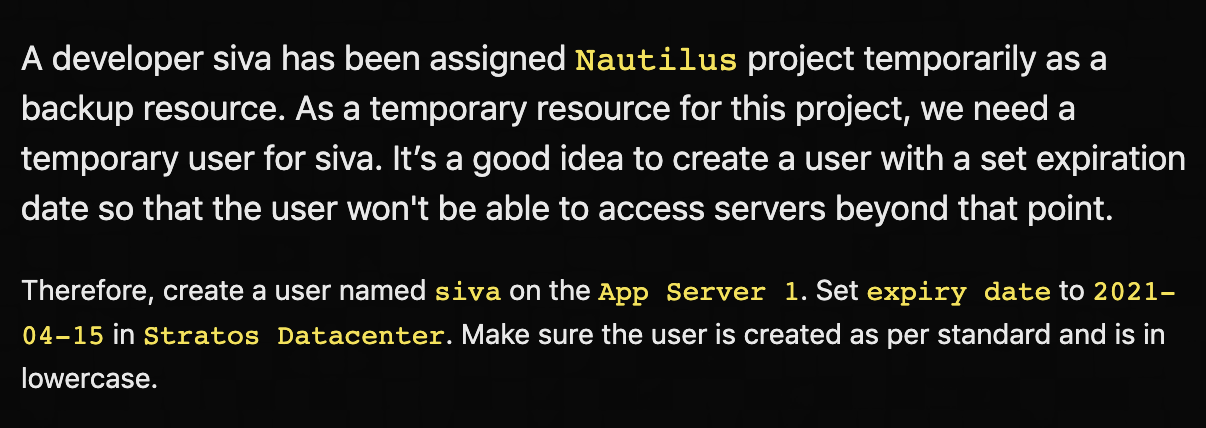 A developer siva has been assigned Nautilus project temporarily as a
backup resource. As a temporary resource for this project, we need a
temporary user for siva. It’s a good idea to create a user with a set expiration
date so that the user won't be able to access servers beyond that point.
Therefore, create a user named siva on the App Server 1. Set expiry date to 2021-
04-15 in Stratos Datacenter. Make sure the user is created as per standard and is in
lowercase.